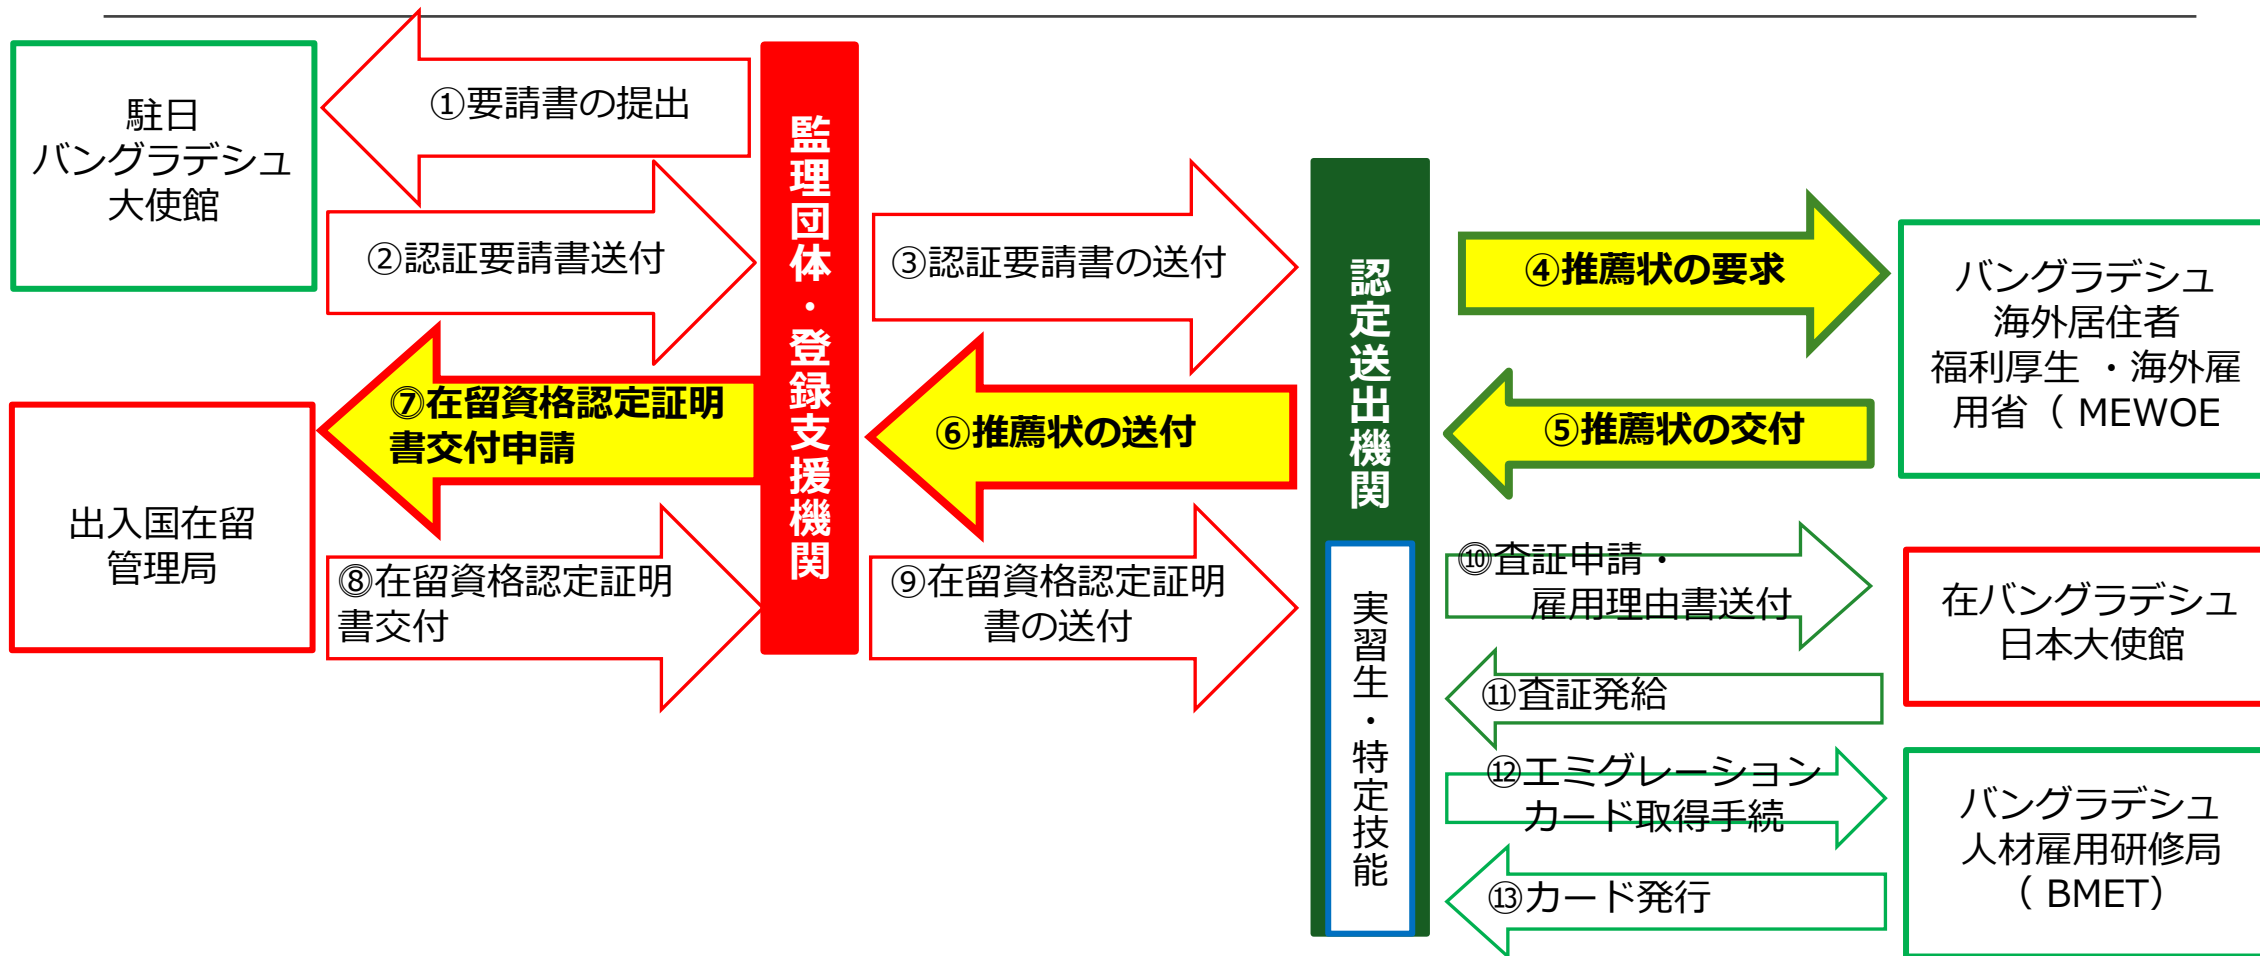 駐日
バングラデシュ
大使館
①要請書の提出
②認証要請書送付
監理団体・登録支援機関
③認証要請書の送付
認定送出機関
④推薦状の要求
バングラデシュ
海外居住者
福利厚生 ・海外雇
用省（ MEWOE
⑤推薦状の交付
⑥推薦状の送付
⑦在留資格認定証明
書交付申請
出入国在留
管理局
⑧在留資格認定証明
書交付
⑨在留資格認定証明
書の送付
実習生・特定技能
⑩査証申請・
雇用理由書送付
在バングラデシュ
日本大使館
⑪査証発給
⑫エミグレーション
カード取得手続
バングラデシュ
人材雇用研修局
（ BMET）
⑬カード発行